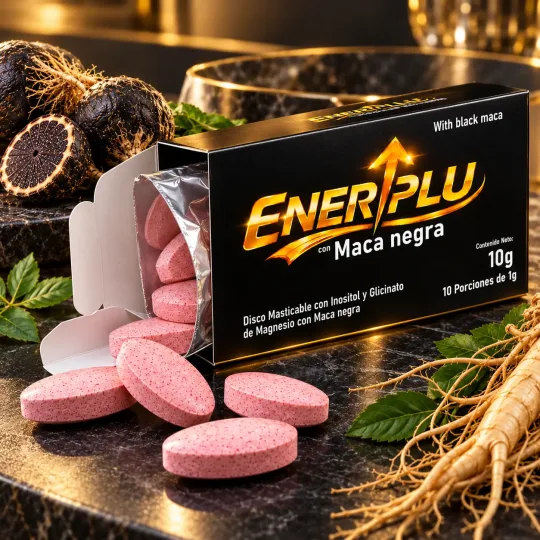 ENERPLU
With black maca
ENERPLU
con Maca negra
Contenido Neto:
10g
10 Porciones de 1g
Disco Masticable con Inositol y Glicinato
de Magnesio con Maca negra